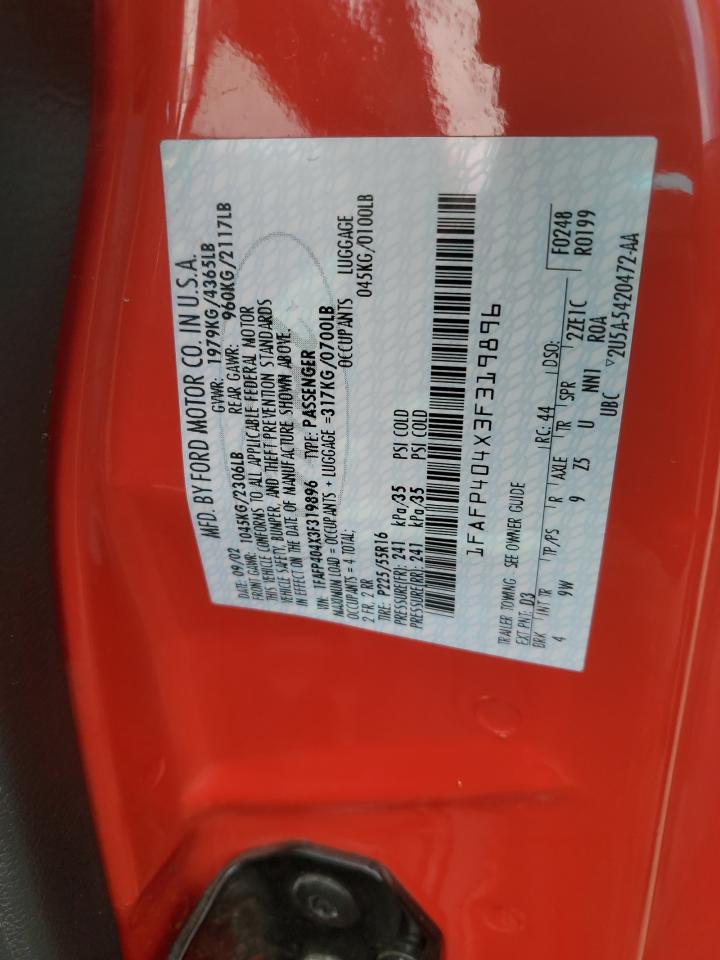 MFD. BY FORD MOTOR CO. IN U.S.A.
DATE: 09/02 GVWR: 1979KG/4365LB
FRONT GAWR: 1045KG/2306LB REAR GAWR: 960KG/2117LB
THIS VEHICLE CONFORMS TO ALL APPLICABLE FEDERAL MOTOR
VEHICLE SAFETY, BUMPER, AND THEFT PREVENTION STANDARDS
IN EFFECT ON THE DATE OF MANUFACTURE SHOWN ABOVE.
VIN: 1FAFP404X3F319896 TYPE: PASSENGER
MAXIMUM LOAD = OCCUPANTS + LUGGAGE =317KG/0700LB
OCCUPANTS = 4 TOTAL; OCCUPANTS LUGGAGE
2 FR, 2 RR 045KG/0100LB
TIRE: P225/55R16
PRESSURE(FR): 241 kPa/35 PSI COLD
PRESSURE(RR): 241 kPa/35 PSI COLD
1FAFP404X3F319896
TRAILER TOWING - SEE OWNER GUIDE
EXT PNT: D3 RC: 44 DSO: F0248
BRK INT TR TP/PS R AXLE TR SPR R0199
4 9W 9 Z5 U NN1 2ZE1C
UBC R0A
▽2U5A-5420472-AA